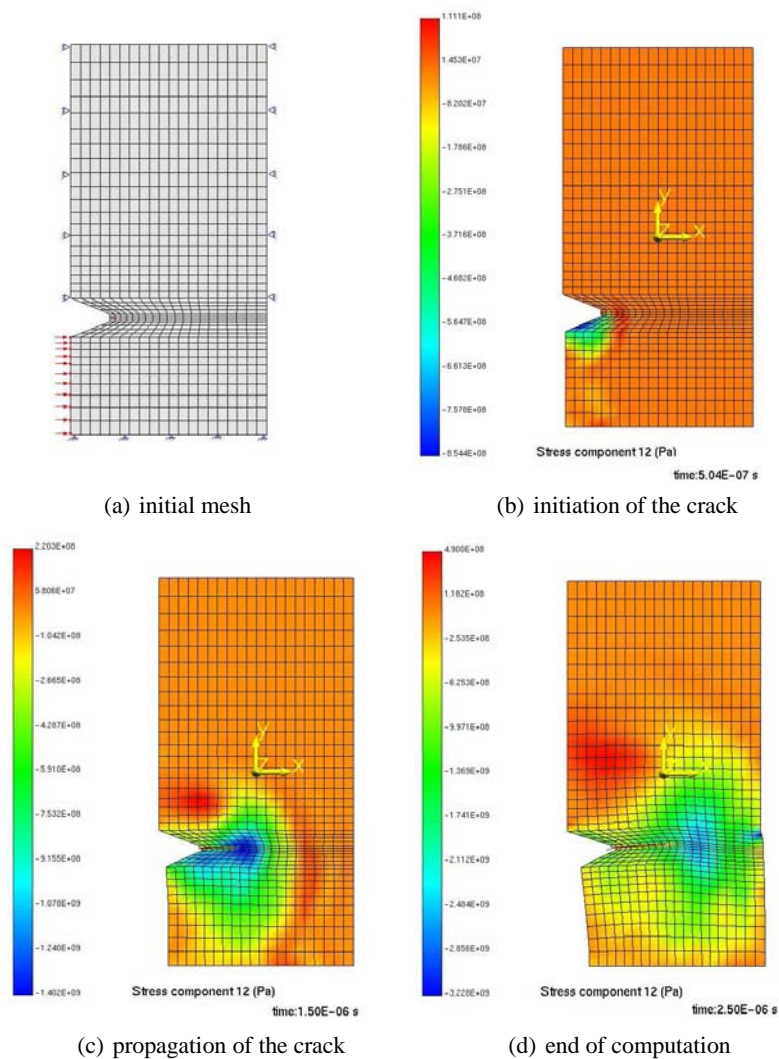 1.111E+08
1.453E+07
-8.202E+07
-1.786E+08
-2.751E+08
-3.716E+08
-4.682E+08
-5.647E+08
-6.613E+08
-7.578E+08
-8.544E+08
y
Z
x
Stress component 12 (Pa)
time:5.04E-07 s
(a) initial mesh
(b) initiation of the crack
2.203E+08
5.806E+07
-1.042E+08
-2.665E+08
-4.287E+08
-5.910E+08
-7.532E+08
-9.155E+08
-1.078E+09
-1.240E+09
-1.402E+09
y
Z
x
Stress component 12 (Pa)
time:1.50E-06 s
(c) propagation of the crack
4.900E+08
1.182E+08
-2.535E+08
-6.253E+08
-9.971E+08
-1.369E+09
-1.741E+09
-2.112E+09
-2.484E+09
-2.856E+09
-3.228E+09
y
Z
x
Stress component 12 (Pa)
time:2.50E-06 s
(d) end of computation